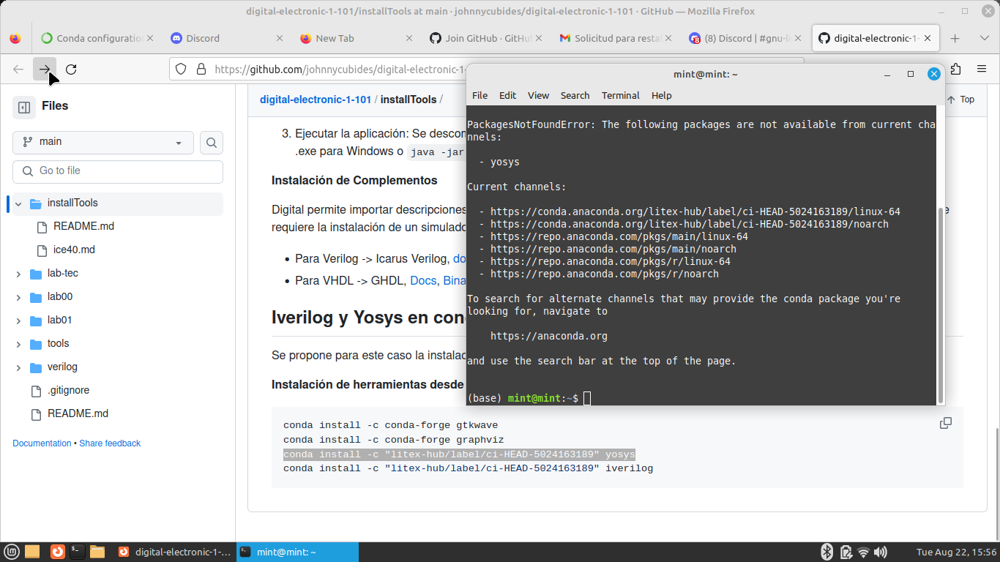 digital-electronic-1-101/installTools at main · johnnycubides/digital-electronic-1-101 · GitHub — Mozilla Firefox
Conda configuratio
Discord
New Tab
Join GitHub · GitHu
Solicitud para resta
(8) Discord | #gnu-li
digital-electronic-1-
https://github.com/johnnycubides/digital-electronic-1-
Files
main
Go to file
installTools
README.md
ice40.md
lab-tec
lab00
lab01
tools
verilog
.gitignore
README.md
Documentation • Share feedback
digital-electronic-1-101 / installTools /
Top
3. Ejecutar la aplicación: Se descom
.exe para Windows o java -jar
Instalación de Complementos
Digital permite importar descripciones
e
requiere la instalación de un simulado
• Para Verilog -> Icarus Verilog, do
• Para VHDL -> GHDL, Docs, Bina
Iverilog y Yosys en con
Se propone para este caso la instalac
Instalación de herramientas desde
conda install -c conda-forge gtkwave
conda install -c conda-forge graphviz
conda install -c "litex-hub/label/ci-HEAD-5024163189" yosys
conda install -c "litex-hub/label/ci-HEAD-5024163189" iverilog
mint@mint: ~
File Edit View Search Terminal Help
PackagesNotFoundError: The following packages are not available from current cha
nnels:
- yosys
Current channels:
- https://conda.anaconda.org/litex-hub/label/ci-HEAD-5024163189/linux-64
- https://conda.anaconda.org/litex-hub/label/ci-HEAD-5024163189/noarch
- https://repo.anaconda.com/pkgs/main/linux-64
- https://repo.anaconda.com/pkgs/main/noarch
- https://repo.anaconda.com/pkgs/r/linux-64
- https://repo.anaconda.com/pkgs/r/noarch
To search for alternate channels that may provide the conda package you're
looking for, navigate to
https://anaconda.org
and use the search bar at the top of the page.
(base) mint@mint:~$
digital-electronic-1-...
mint@mint: ~
Tue Aug 22, 15:56